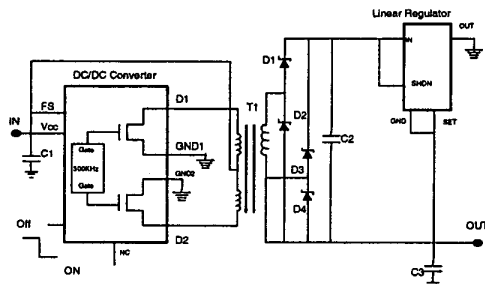 Linear Regulator
IN
OUT
SHDN
GND
SET
DC/DC Converter
D1
T1
D1
FS
IN
Vcc
C1
Gate
300KHz
Gate
GND1
GND2
D2
C2
D3
D4
Off
ON
NC
D2
OUT
C3